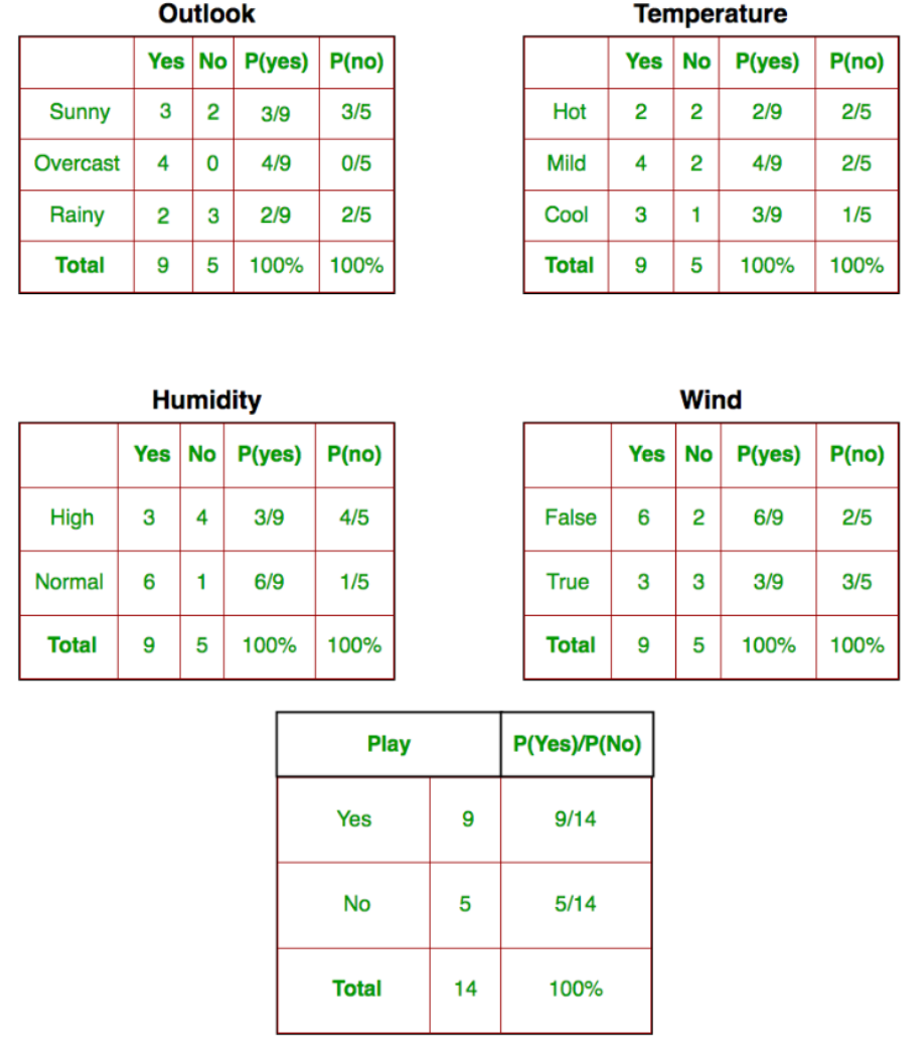 Outlook
Yes No P(yes) P(no)
Sunny 3 2 3/9 3/5
Overcast 4 0 4/9 0/5
Rainy 2 3 2/9 2/5
Total 9 5 100% 100%
Temperature
Yes No P(yes) P(no)
Hot 2 2 2/9 2/5
Mild 4 2 4/9 2/5
Cool 3 1 3/9 1/5
Total 9 5 100% 100%
Humidity
Yes No P(yes) P(no)
High 3 4 3/9 4/5
Normal 6 1 6/9 1/5
Total 9 5 100% 100%
Wind
Yes No P(yes) P(no)
False 6 2 6/9 2/5
True 3 3 3/9 3/5
Total 9 5 100% 100%
Play P(Yes)/P(No)
Yes 9 9/14
No 5 5/14
Total 14 100%